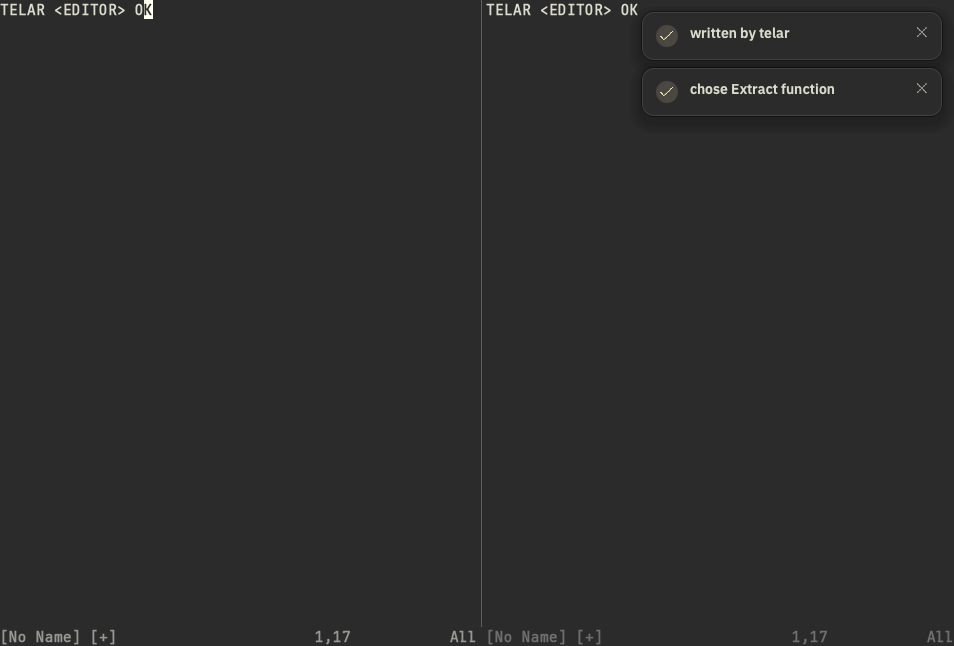 TELAR <EDITOR> OK
TELAR <EDITOR> OK
written by telar
chose Extract function
[No Name] [+] 1,17 All
[No Name] [+] 1,17 All